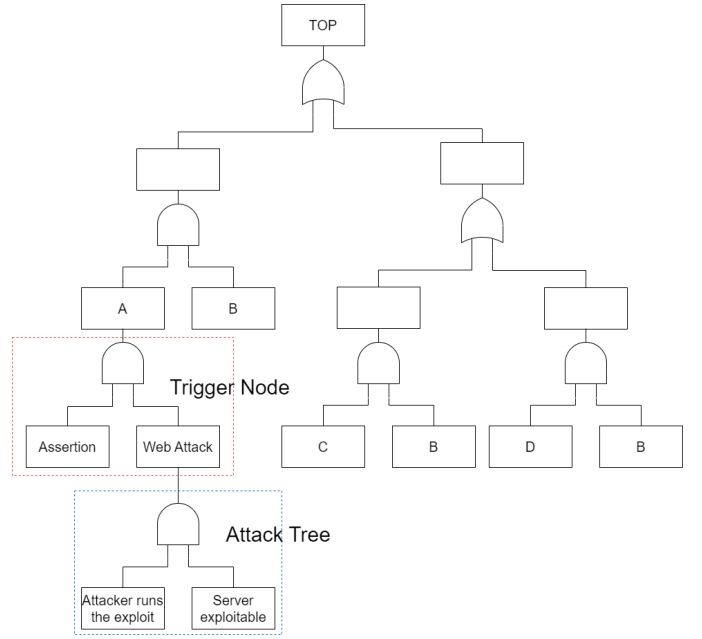 TOP
A
B
Trigger Node
Assertion
Web Attack
C
B
D
B
Attack Tree
Attacker runs
the exploit
Server
exploitable